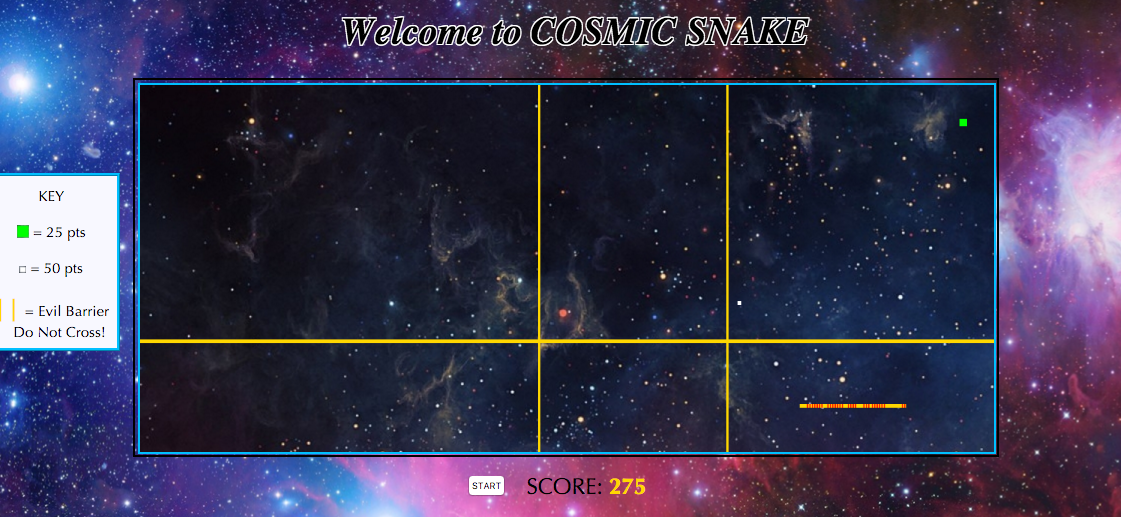 Welcome to COSMIC SNAKE
KEY
= 25 pts
= 50 pts
= Evil Barrier
Do Not Cross!
START
SCORE: 275